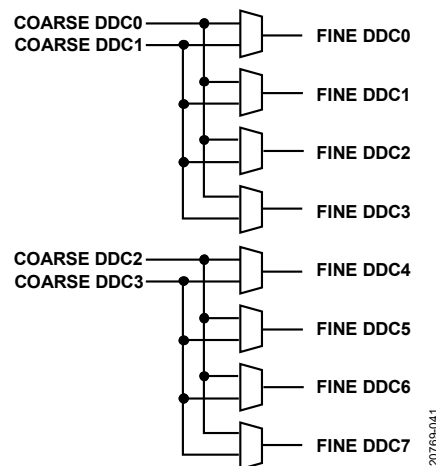 COARSE DDC0
COARSE DDC1
FINE DDC0
FINE DDC1
FINE DDC2
FINE DDC3
COARSE DDC2
COARSE DDC3
FINE DDC4
FINE DDC5
FINE DDC6
FINE DDC7
20769-041